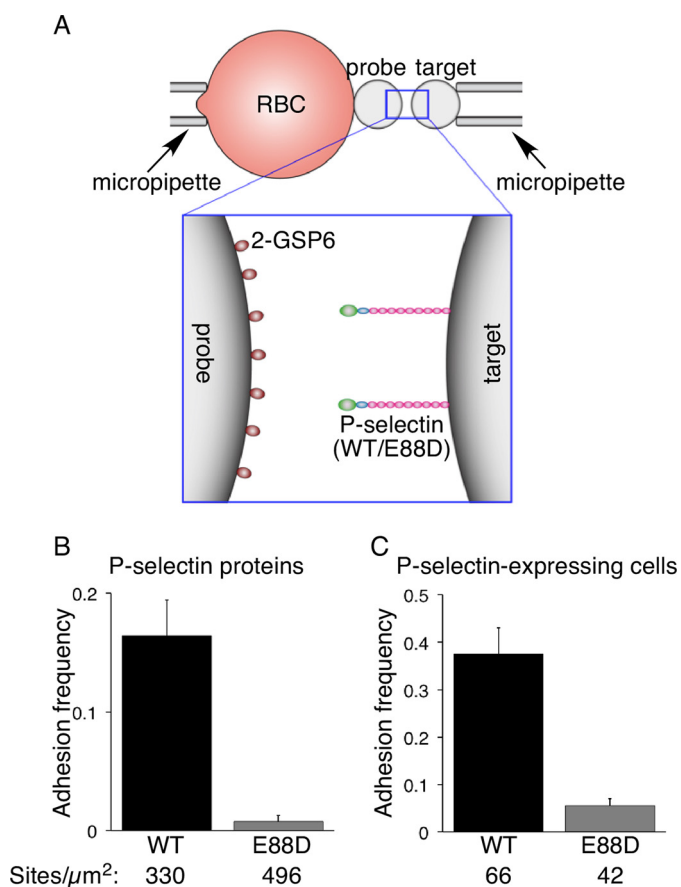 A
probe target
RBC
micropipette
micropipette
2-GSP6
probe
target
P-selectin
(WT/E88D)
B
P-selectin proteins
Adhesion frequency
0.2
0.1
0
WT E88D
Sites/µm²: 330 496
C
P-selectin-expressing cells
Adhesion frequency
0.5
0.4
0.3
0.2
0.1
0
WT E88D
66 42